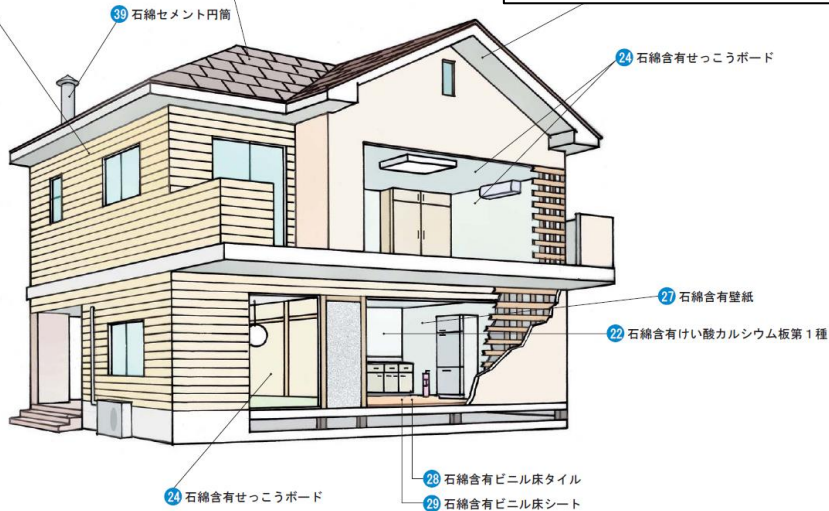 39 石綿セメント円筒
24 石綿含有せっこうボード
27 石綿含有壁紙
22 石綿含有けい酸カルシウム板第1種
28 石綿含有ビニル床タイル
24 石綿含有せっこうボード
29 石綿含有ビニル床シート